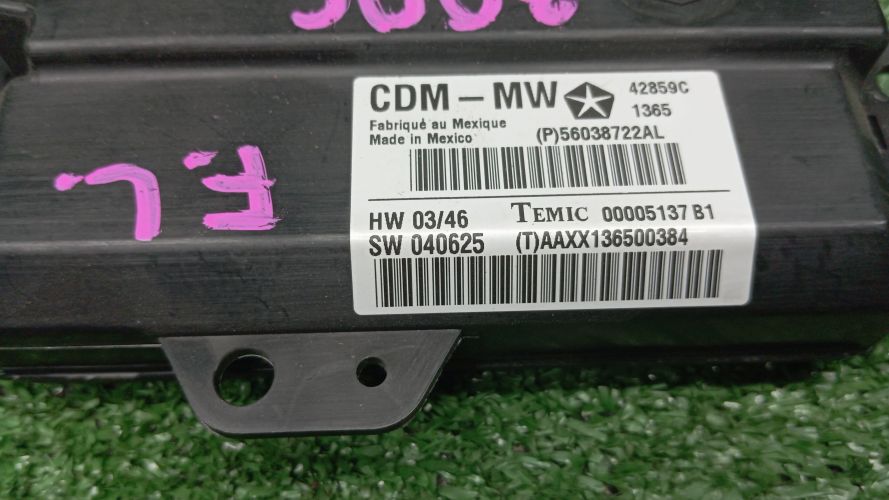 F.L.
CDM – MW 42859C
1365
Fabriqué au Mexique
Made in Mexico (P)56038722AL
HW 03/46 TEMIC 00005137 B1
SW 040625 (T)AAXX136500384